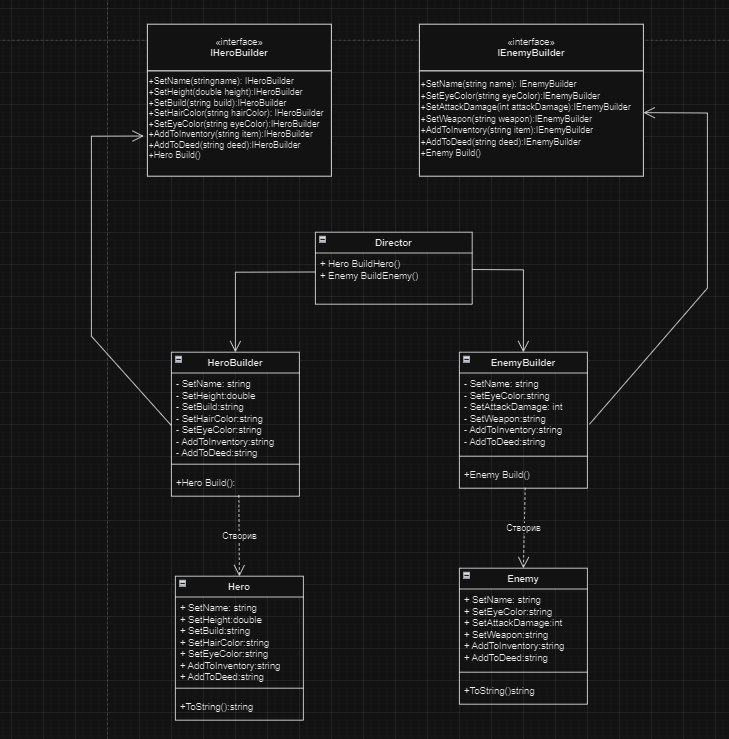 «interface»
IHeroBuilder
+SetName(stringname): IHeroBuilder
+SetHeight(double height):IHeroBuilder
+SetBuild(string build):IHeroBuilder
+SetHairColor(string hairColor): IHeroBuilder
+SetEyeColor(string eyeColor):IHeroBuilder
+AddToInventory(string item):IHeroBuilder
+AddToDeed(string deed):IHeroBuilder
+Hero Build()
«interface»
IEnemyBuilder
+SetName(string name): IEnemyBuilder
+SetEyeColor(string eyeColor):IEnemyBuilder
+SetAttackDamage(int attackDamage):IEnemyBuilder
+SetWeapon(string weapon):IEnemyBuilder
+AddToInventory(string item):IEnemyBuilder
+AddToDeed(string deed):IEnemyBuilder
+Enemy Build()
Director
+ Hero BuildHero()
+ Enemy BuildEnemy()
HeroBuilder
- SetName: string
- SetHeight:double
- SetBuild:string
- SetHairColor:string
- SetEyeColor:string
- AddToInventory:string
- AddToDeed:string
+Hero Build():
EnemyBuilder
- SetName: string
- SetEyeColor:string
- SetAttackDamage: int
- SetWeapon:string
- AddToInventory:string
- AddToDeed:string
+Enemy Build()
Створив
Створив
Hero
+ SetName: string
+ SetHeight:double
+ SetBuild:string
+ SetHairColor:string
+ SetEyeColor:string
+ AddToInventory:string
+ AddToDeed:string
+ToString():string
Enemy
+ SetName: string
+ SetEyeColor:string
+ SetAttackDamage:int
+ SetWeapon:string
+ AddToInventory:string
+ AddToDeed:string
+ToString()string